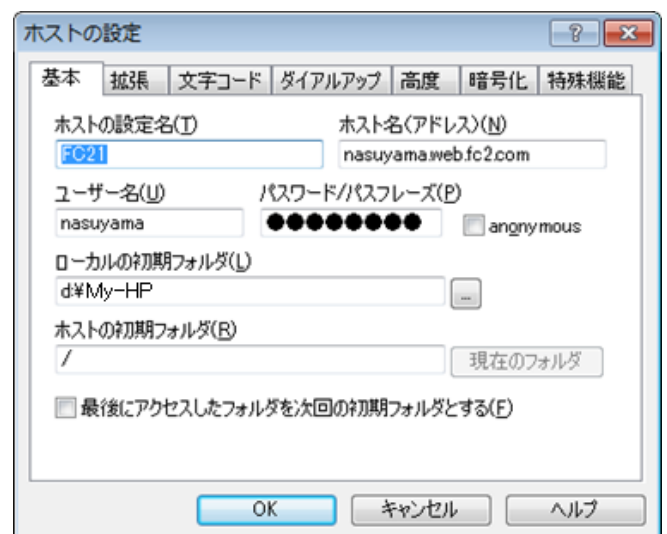 ホストの設定
基本 拡張 文字コード ダイアルアップ 高度 暗号化 特殊機能
ホストの設定名(T) ホスト名(アドレス)(N)
FC21 nasuyama.web.fc2.com
ユーザー名(U) パスワード/パスフレーズ(P)
nasuyama ●●●●●●●● anonymous
ローカルの初期フォルダ(L)
d:¥My-HP ...
ホストの初期フォルダ(R)
/ 現在のフォルダ
最後にアクセスしたフォルダを次回の初期フォルダとする(F)
OK キャンセル ヘルプ